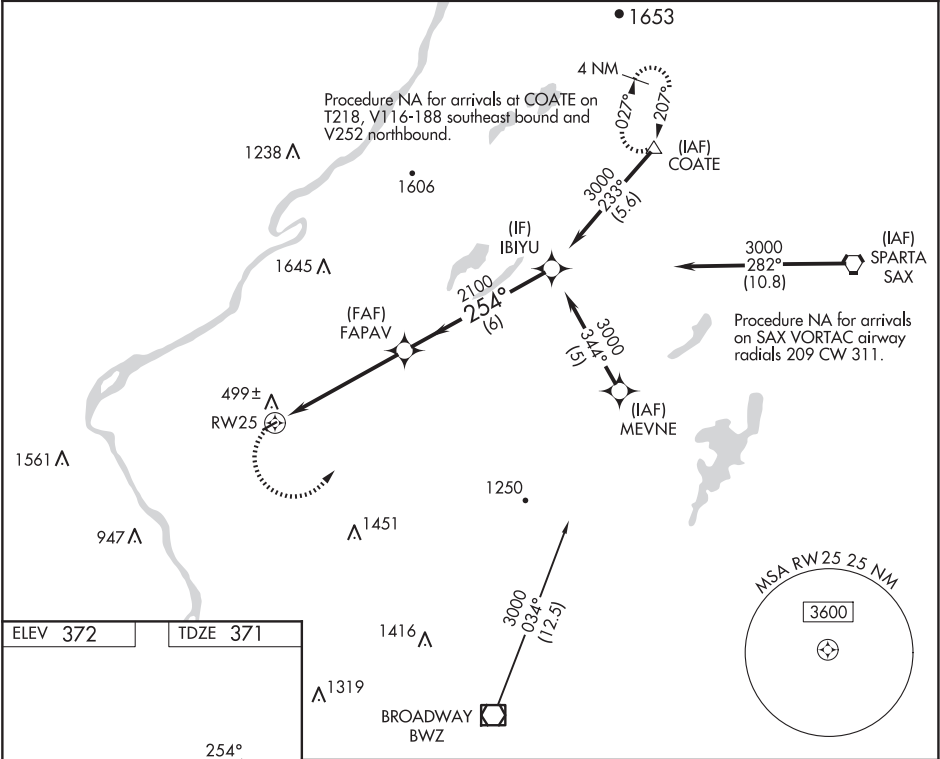 1653
4 NM
027°
207°
Procedure NA for arrivals at COATE on
T218, V116-188 southeast bound and
V252 northbound.
1238
1606
(IAF)
COATE
3000
233°
(5.6)
(IF)
IBIYU
(IAF)
SPARTA
SAX
3000
282°
(10.8)
1645
2100
254°
(6)
(FAF)
FAPAV
Procedure NA for arrivals
on SAX VORTAC airway
radials 209 CW 311.
3000
344°
(5)
(IAF)
MEVNE
499±
RW25
1561
1250
947
1451
3000
034°
(12.5)
MSA RW25 25 NM
3600
ELEV 372
TDZE 371
1416
1319
BROADWAY
BWZ
254°